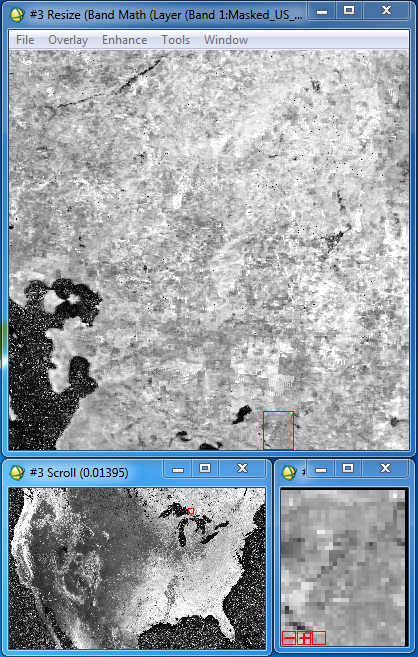 #3 Resize (Band Math (Layer (Band 1:Masked_US_...
File Overlay Enhance Tools Window
#3 Scroll (0.01395)
#